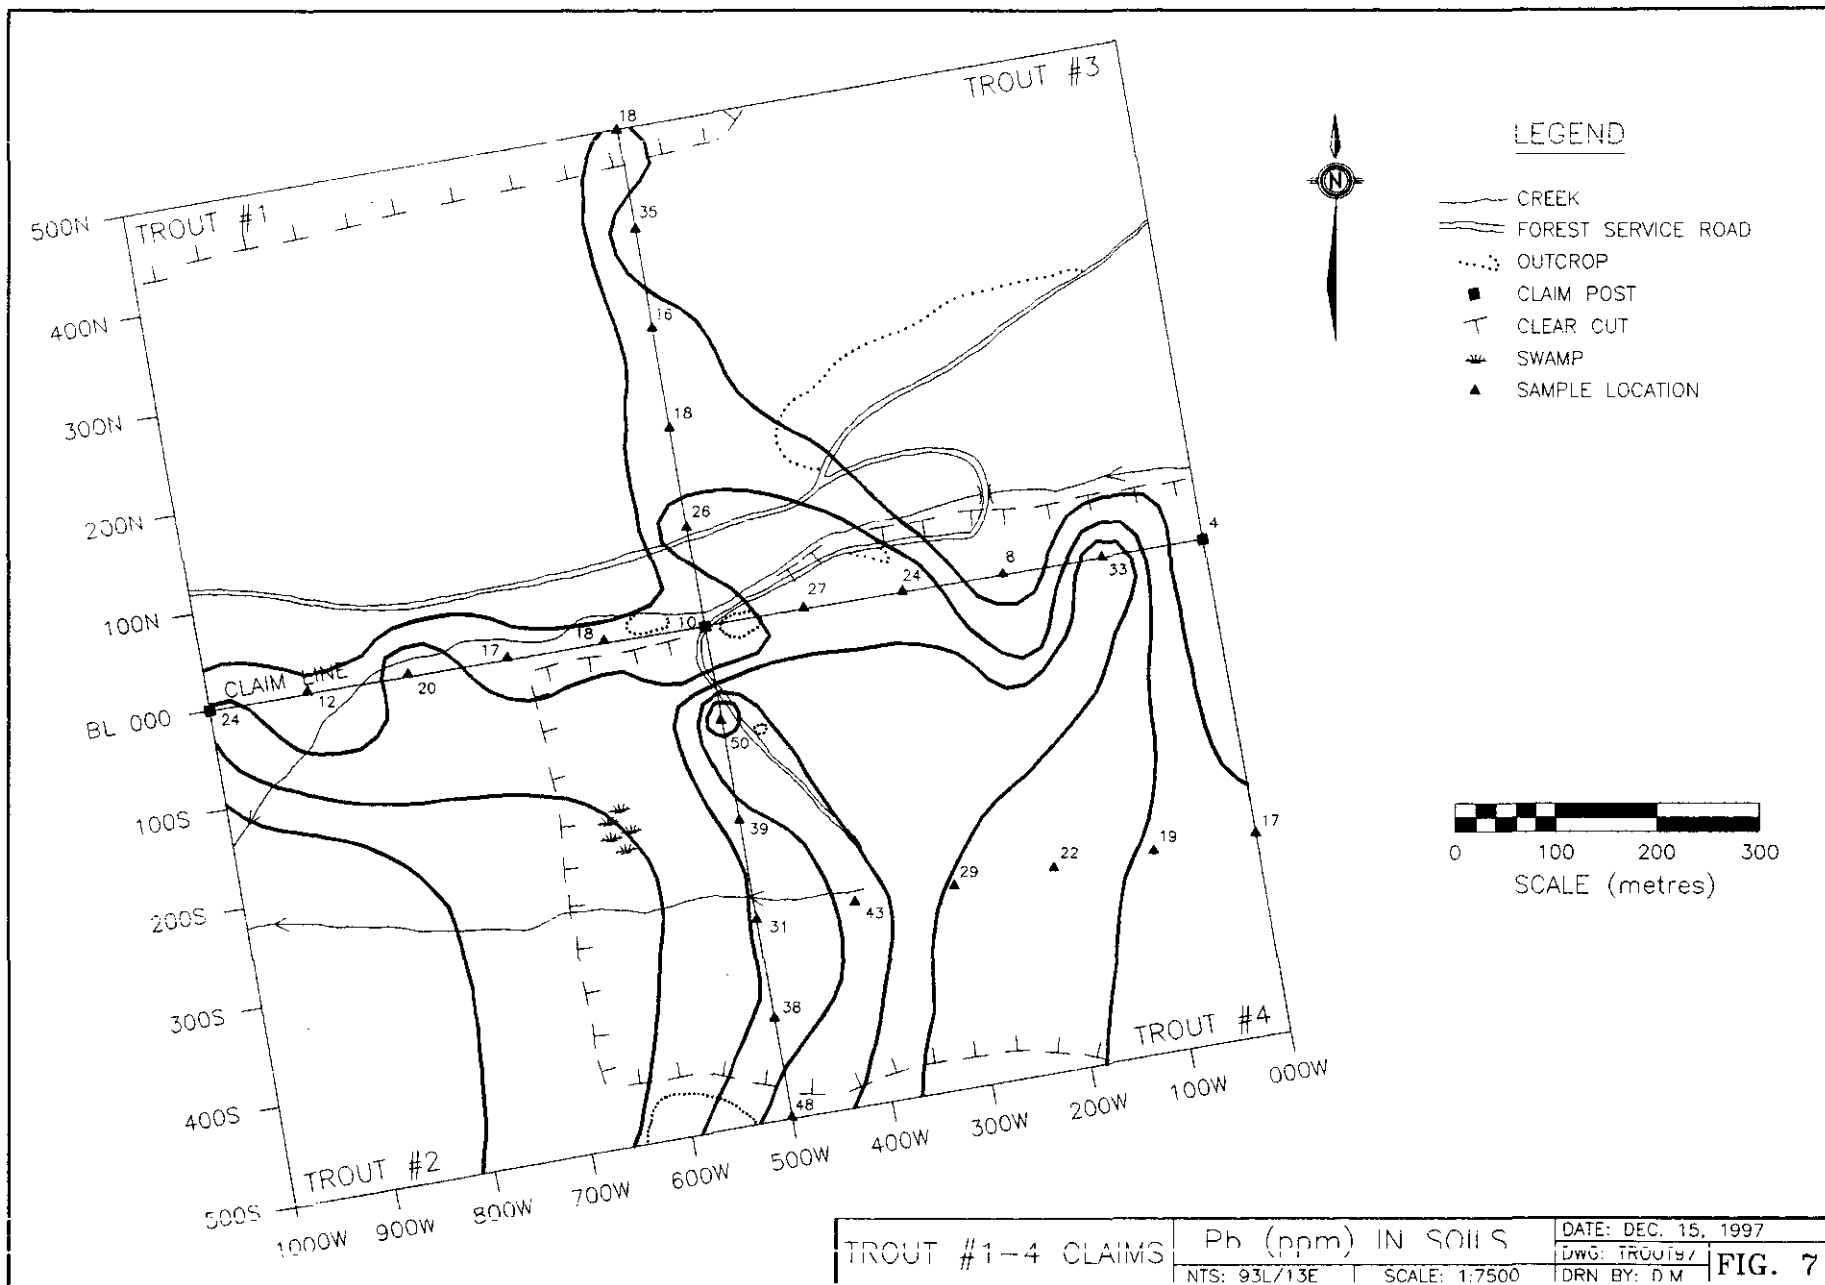 TROUT #3
18
LEGEND
N
CREEK
FOREST SERVICE ROAD
OUTCROP
CLAIM POST
CLEAR CUT
SWAMP
SAMPLE LOCATION
500N
TROUT #1
35
400N
16
300N
18
200N
26
4
100N
8
33
24
27
10
18
17
20
12
CLAIM LINE
24
BL 000
50
100S
39
19
17
22
29
0 100 200 300
SCALE (metres)
200S
31
43
300S
38
TROUT #4
400S
48
TROUT #2
500S
1000W
900W
800W
700W
600W
500W
400W
300W
200W
100W
000W
TROUT #1-4 CLAIMS
Pb (ppm) IN SOILS
NTS: 93L/13E
SCALE: 1:7500
DATE: DEC. 15, 1997
DWG: TROUT97
DRN BY: D M
FIG. 7